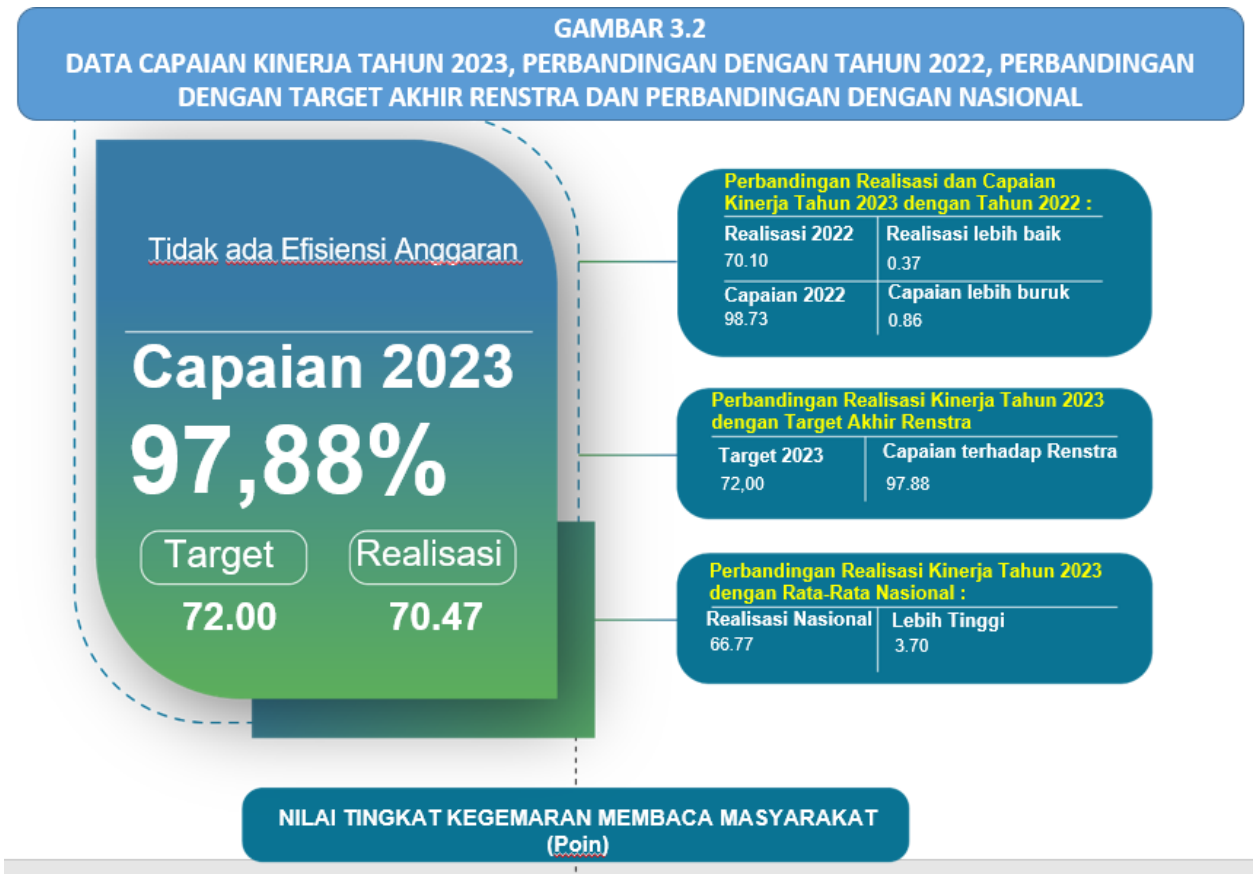 GAMBAR 3.2
DATA CAPAIAN KINERJA TAHUN 2023, PERBANDINGAN DENGAN TAHUN 2022, PERBANDINGAN
DENGAN TARGET AKHIR RENSTRA DAN PERBANDINGAN DENGAN NASIONAL
Tidak ada Efisiensi Anggaran
Capaian 2023
97,88%
Target
Realisasi
72.00
70.47
Perbandingan Realisasi dan Capaian
Kinerja Tahun 2023 dengan Tahun 2022 :
Realisasi 2022
Realisasi lebih baik
70.10
0.37
Capaian 2022
Capaian lebih buruk
98.73
0.86
Perbandingan Realisasi Kinerja Tahun 2023
dengan Target Akhir Renstra
Target 2023
Capaian terhadap Renstra
72,00
97.88
Perbandingan Realisasi Kinerja Tahun 2023
dengan Rata-Rata Nasional :
Realisasi Nasional
Lebih Tinggi
66.77
3.70
NILAI TINGKAT KEGEMARAN MEMBACA MASYARAKAT
(Poin)